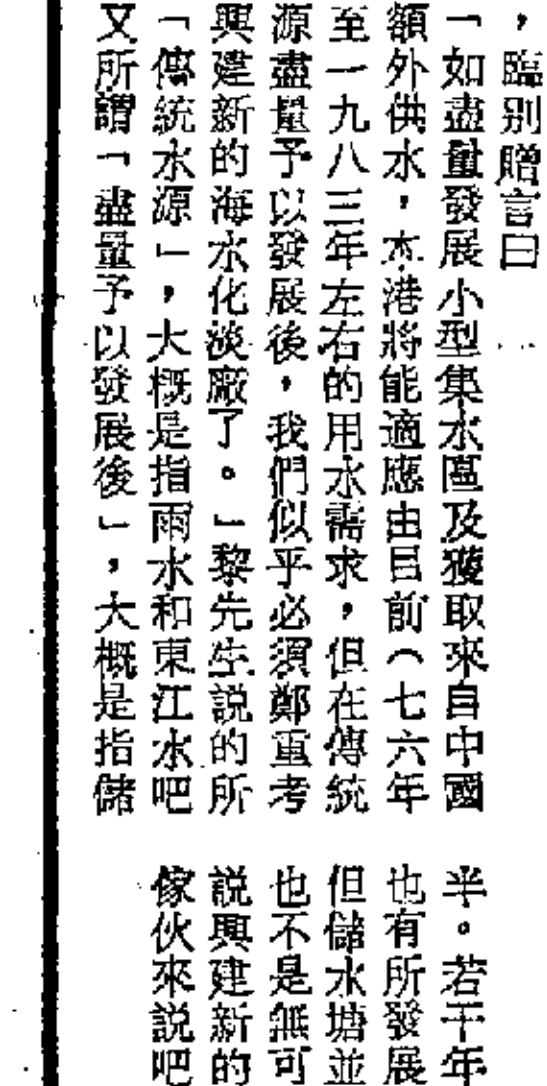 ，臨別贈言曰
「如盡量發展小型集水區及獲取來自中國
額外供水，本港將能適應由目前（七六年
至一九八三年左右的用水需求，但在傳統
源盡量予以發展後，我們似乎必須鄭重考
興建新的海水化淡廠了。」黎先生說的所
「傳統水源」，大概是指雨水和東江水吧
又所謂「盡量予以發展後」，大概是指儲
半。若干年
也有所發展
但儲水塘並
也不是無可
說興建新的
傢伙來說吧